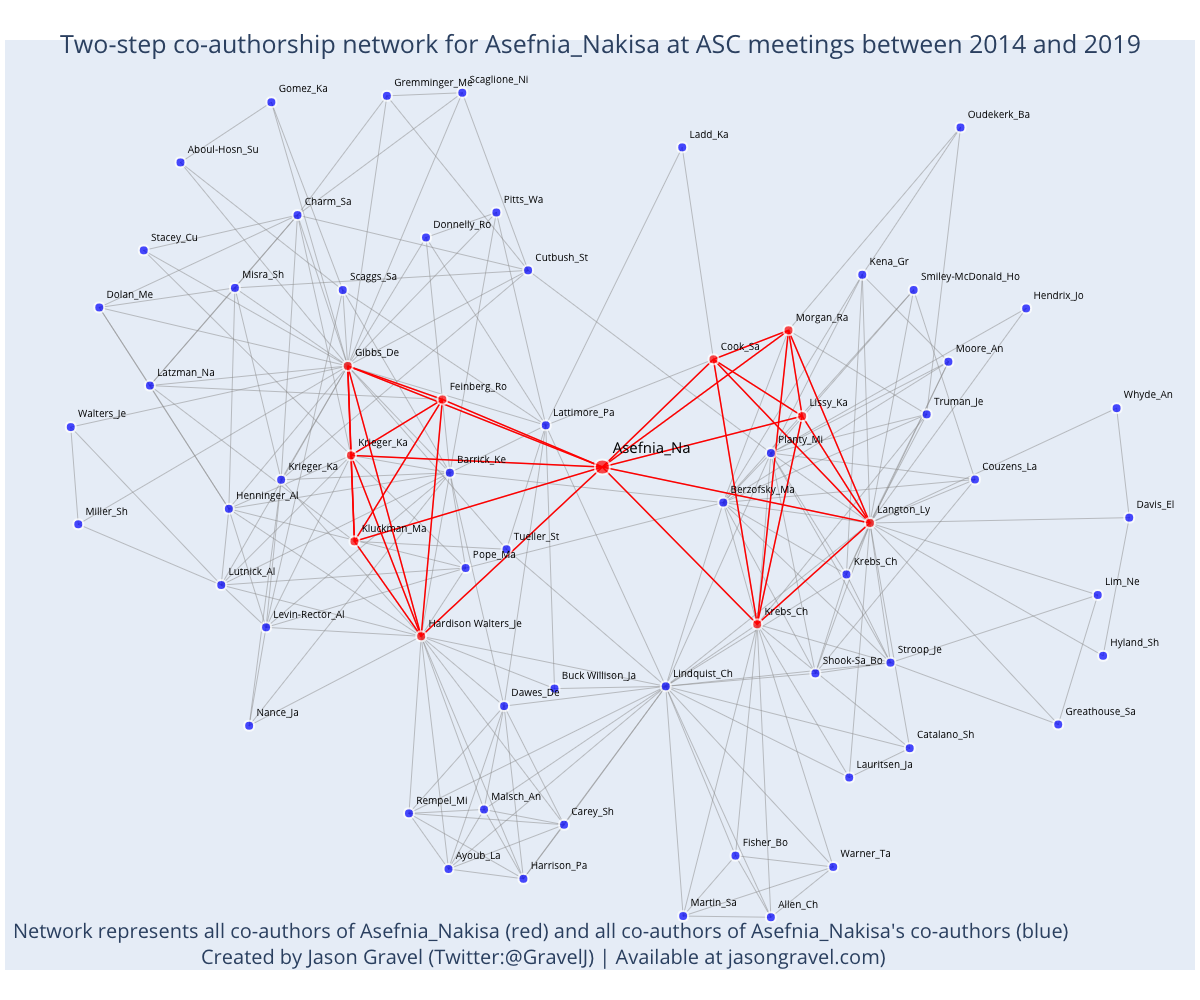 Two-step co-authorship network for Asefnia_Nakisa at ASC meetings between 2014 and 2019
Scaglione_Ni
Gremminger_Me
Gomez_Ka
Oudekerk_Ba
Ladd_Ka
Aboul-Hosn_Su
Charm_Sa
Pitts_Wa
Donnelly_Ro
Stacey_Cu
Cutbush_St
Kena_Gr
Misra_Sh
Scaggs_Sa
Smiley-McDonald_Ho
Dolan_Me
Hendrix_Jo
Morgan_Ra
Cook_Sa
Gibbs_De
Moore_An
Latzman_Na
Feinberg_Ro
Whyde_An
Lissy_Ka
Truman_Je
Walters_Je
Lattimore_Pa
Krieger_Ka
Planty_Mi
Asefnia_Na
Barrick_Ke
Krieger_Ka
Couzens_La
Henninger_Al
Berzofsky_Ma
Davis_El
Miller_Sh
Langton_Ly
Kluckman_Ma
Tueller_St
Pope_Ma
Krebs_Ch
Lutnick_Al
Lim_Ne
Levin-Rector_Al
Krebs_Ch
Hardison Walters_Je
Hyland_Sh
Stroop_Je
Shook-Sa_Bo
Lindquist_Ch
Buck Willison_Ja
Dawes_De
Nance_Ja
Greathouse_Sa
Catalano_Sh
Lauritsen_Ja
Malsch_An
Rempel_Mi
Carey_Sh
Fisher_Bo
Warner_Ta
Ayoub_La
Harrison_Pa
Martin_Sa
Allen_Ch
Network represents all co-authors of Asefnia_Nakisa (red) and all co-authors of Asefnia_Nakisa's co-authors (blue)
Created by Jason Gravel (Twitter:@GravelJ) | Available at jasongravel.com)